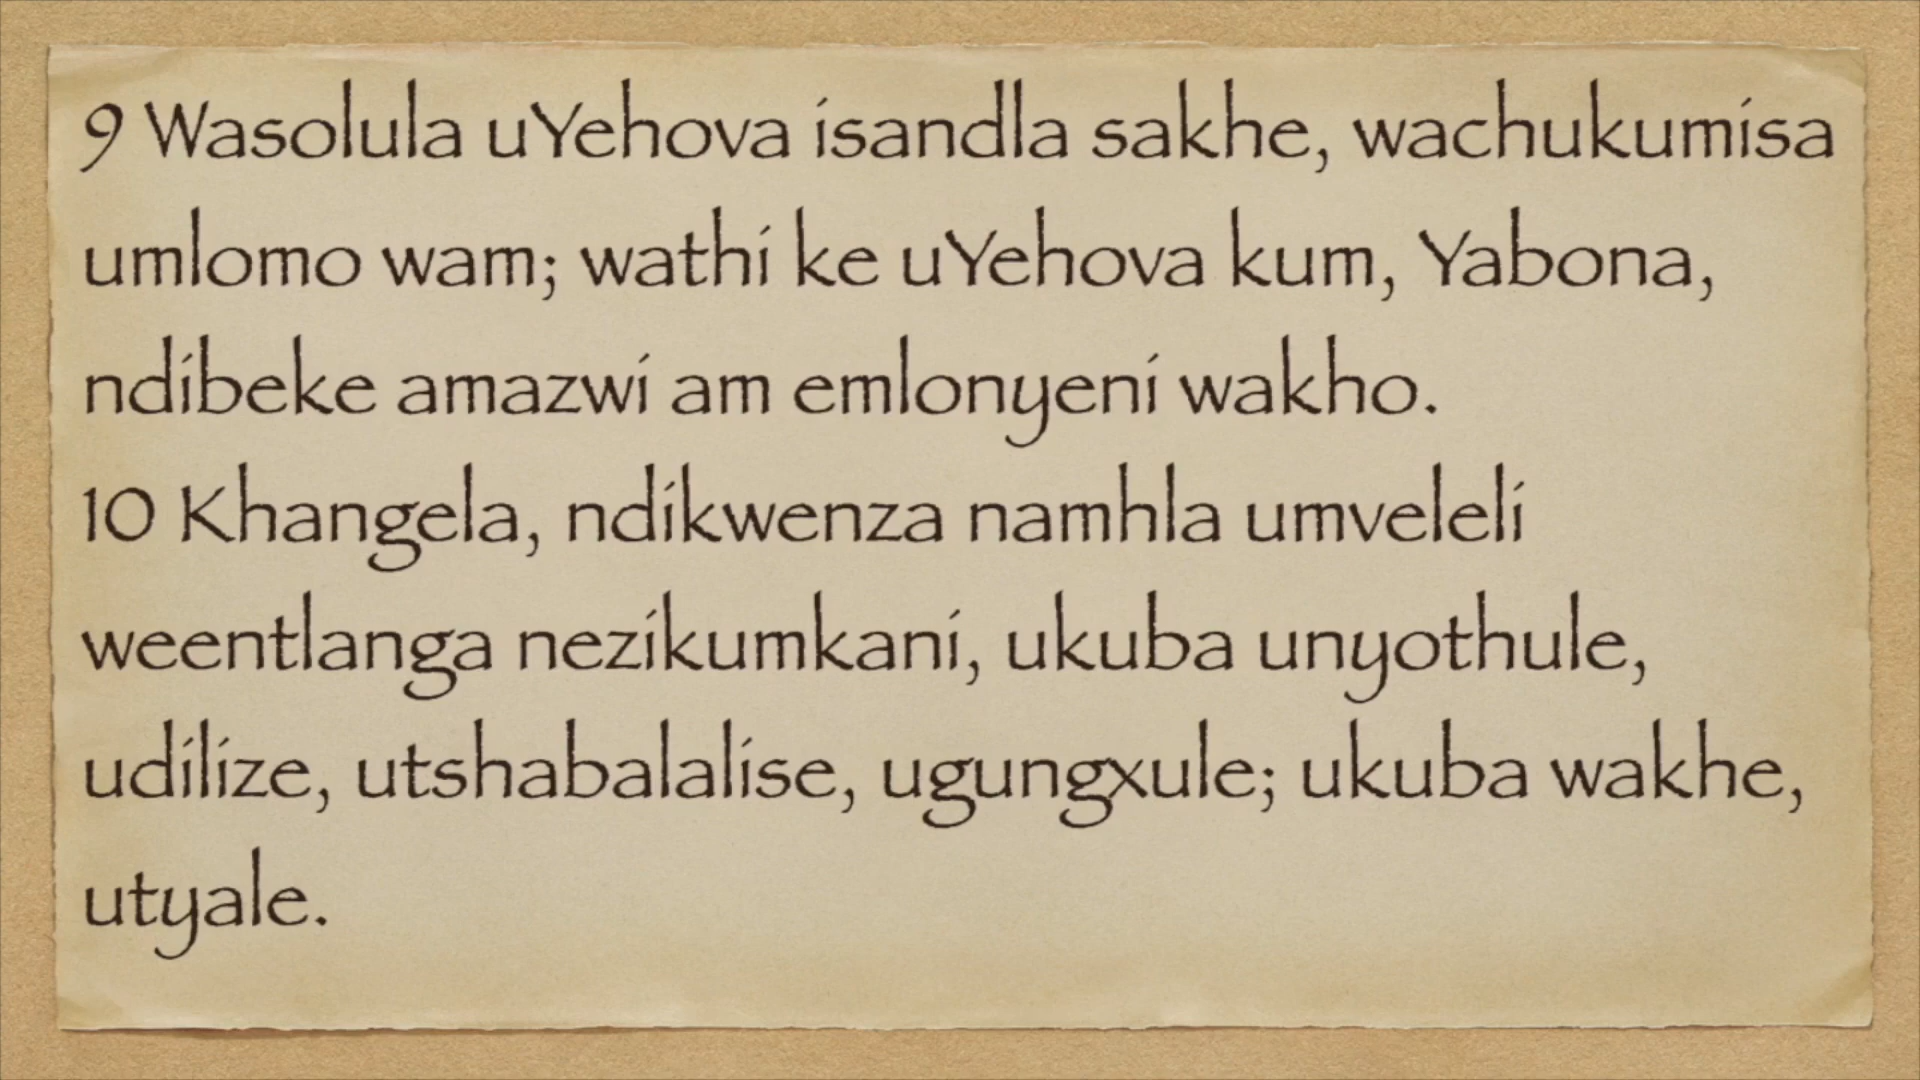 9 Wasolula uYehova isandla sakhe, wachukumisa
umlomo wam; wathi ke uYehova kum, Yabona,
ndibeke amazwi am emlonyeni wakho.
10 Khangela, ndikwenza namhla umveleli
weentlanga nezikumkani, ukuba unyothule,
udilize, utshabalalise, ugungxule; ukuba wakhe,
utyale.